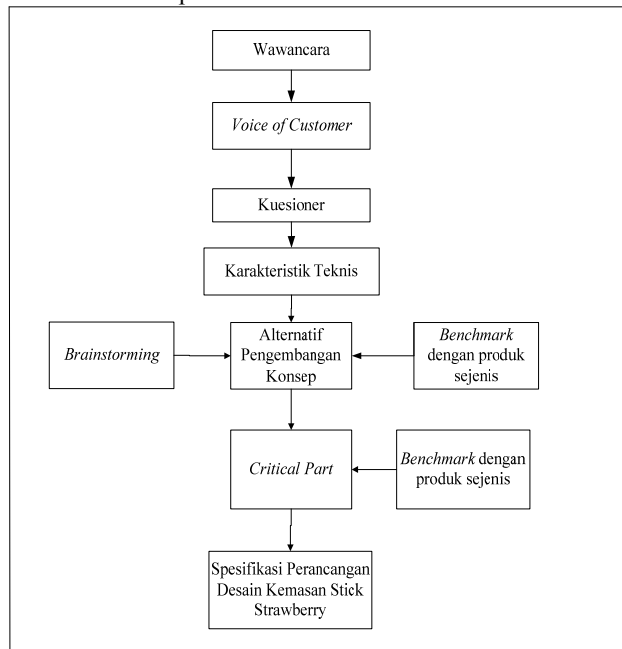 Wawancara
Voice of Customer
Kuesioner
Karakteristik Teknis
Brainstorming
Alternatif
Pengembangan
Konsep
Benchmark
dengan produk
sejenis
Critical Part
Benchmark dengan
produk sejenis
Spesifikasi Perancangan
Desain Kemasan Stick
Strawberry